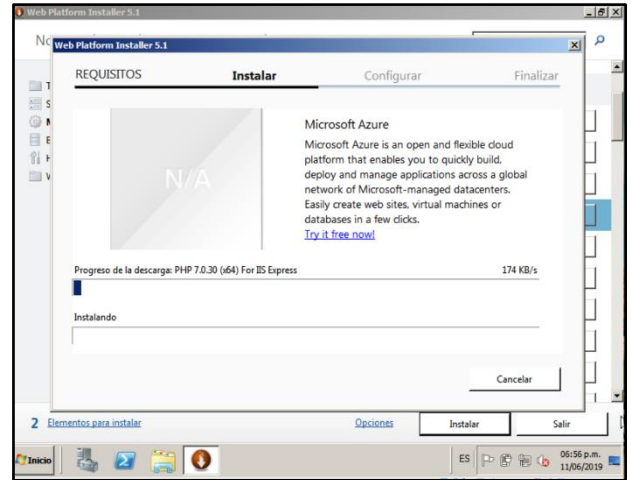 Web Platform Installer 5.1
No
Web Platform Installer 5.1
REQUISITOS Instalar Configurar Finalizar
T
S
M
E
H
V
N/A
Microsoft Azure
Microsoft Azure is an open and flexible cloud
platform that enables you to quickly build,
deploy and manage applications across a global
network of Microsoft-managed datacenters.
Easily create web sites, virtual machines or
databases in a few clicks.
Try it free now!
Progreso de la descarga: PHP 7.0.30 (x64) For IIS Express 174 KB/s
Instalando
Cancelar
2 Elementos para instalar Opciones Instalar Salir
Inicio ES 06:56 p.m.
11/06/2019